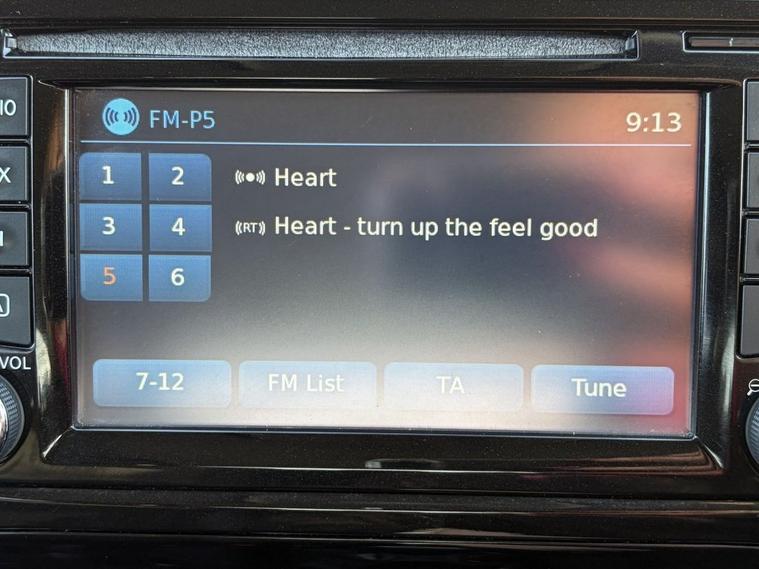 FM-P5 9:13
1 2 Heart
3 4 (RT) Heart - turn up the feel good
5 6
7-12 FM List TA Tune
VOL